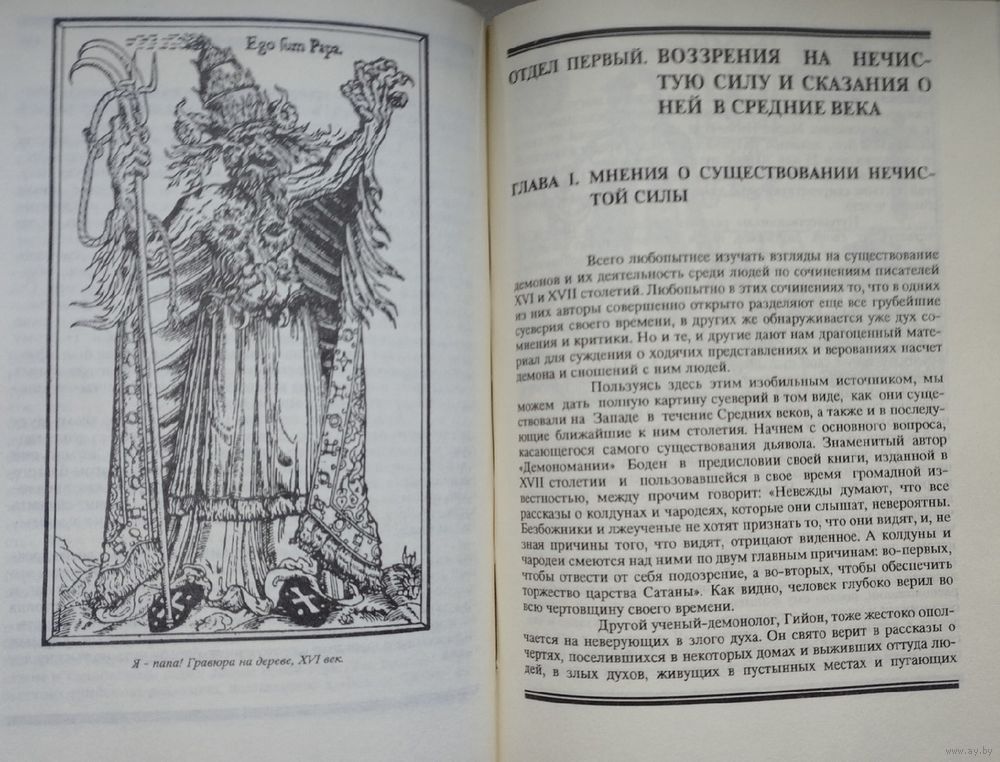 Ego sum Papa.
Я - папа! Гравюра на дереве, XVI век.
ОТДЕЛ ПЕРВЫЙ. ВОЗЗРЕНИЯ НА НЕЧИС-
ТУЮ СИЛУ И СКАЗАНИЯ О
НЕЙ В СРЕДНИЕ ВЕКА
ГЛАВА I. МНЕНИЯ О СУЩЕСТВОВАНИИ НЕЧИС-
ТОЙ СИЛЫ
Всего любопытнее изучать взгляды на существование
демонов и их деятельность среди людей по сочинениям писателей
XVI и XVII столетий. Любопытно в этих сочинениях то, что в одних
из них авторы совершенно открыто разделяют еще все грубейшие
суеверия своего времени, в других же обнаруживается уже дух со-
мнения и критики. Но и те, и другие дают нам драгоценный мате-
риал для суждения о ходячих представлениях и верованиях насчет
демона и сношений с ним людей.
Пользуясь здесь этим изобильным источником, мы
можем дать полную картину суеверий в том виде, как они суще-
ствовали на Западе в течение Средних веков, а также и в последу-
ющие ближайшие к ним столетия. Начнем с основного вопроса,
касающегося самого существования дьявола. Знаменитый автор
«Демономании» Боден в предисловии своей книги, изданной в
XVII столетии и пользовавшейся в свое время громадной из-
вестностью, между прочим говорит: «Невежды думают, что все
рассказы о колдунах и чародеях, которые они слышат, невероятны.
Безбожники и лжеученые не хотят признать то, что они видят, и, не
зная причины того, что видят, отрицают виденное. А колдуны и
чародеи смеются над ними по двум главным причинам: во-первых,
чтобы отвести от себя подозрение, а во-вторых, чтобы обеспечить
торжество царства Сатаны». Как видно, человек глубоко верил во
всю чертовщину своего времени.
Другой ученый-демонолог, Гийон, тоже жестоко опол-
чается на неверующих в злого духа. Он свято верит в рассказы о
чертях, поселившихся в некоторых домах и выживших оттуда лю-
дей, в злых духов, живущих в пустынных местах и пугающих
www.ay.by